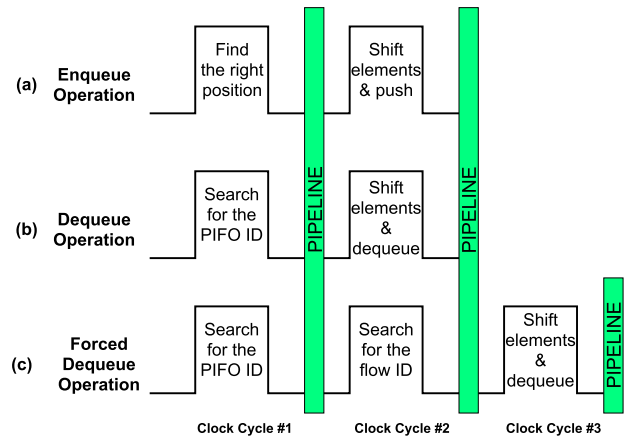 (a)
Enqueue
Operation
Find
the right
position
PIPELINE
Shift
elements
& push
PIPELINE
(b)
Dequeue
Operation
Search
for the
PIFO ID
Shift
elements
&
dequeue
(c)
Forced
Dequeue
Operation
Search
for the
PIFO ID
Search
for the
flow ID
Shift
elements
&
dequeue
PIPELINE
Clock Cycle #1
Clock Cycle #2
Clock Cycle #3